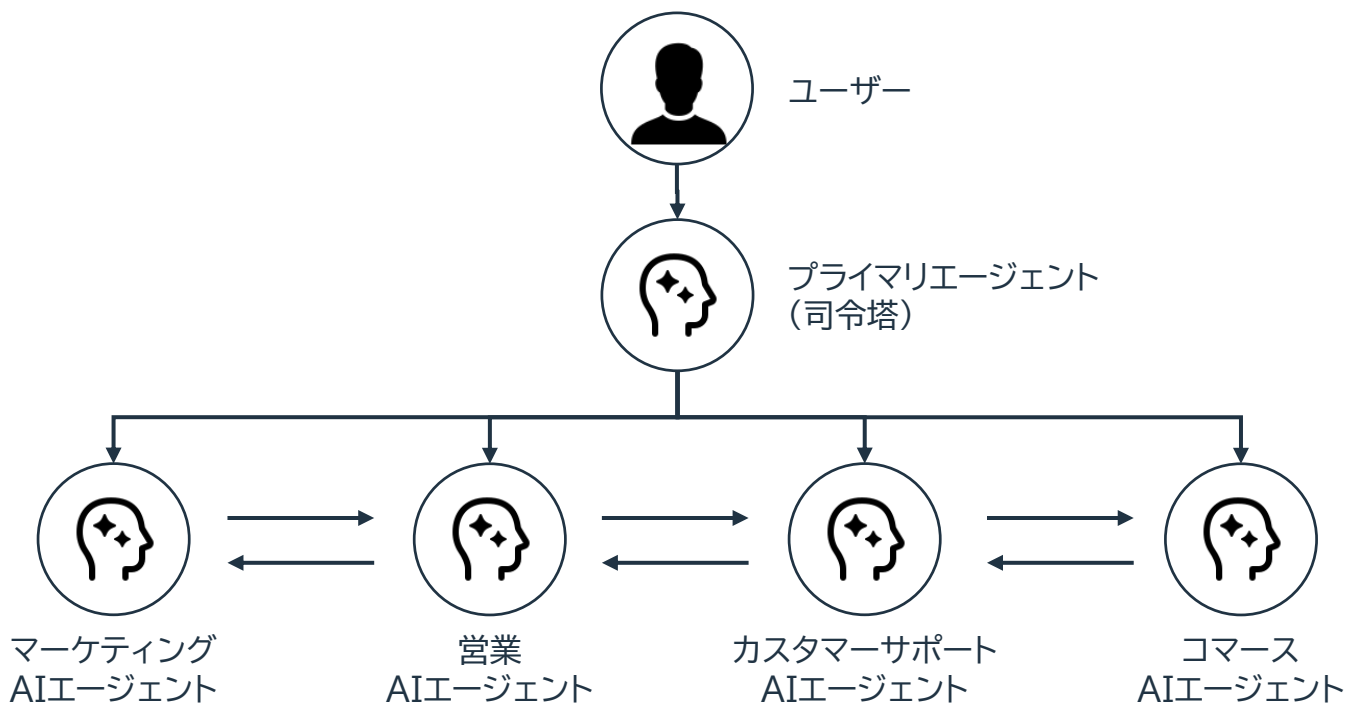 ユーザー
プライマリエージェント
（司令塔）
マーケティング
AIエージェント
営業
AIエージェント
カスタマーサポート
AIエージェント
コマース
AIエージェント